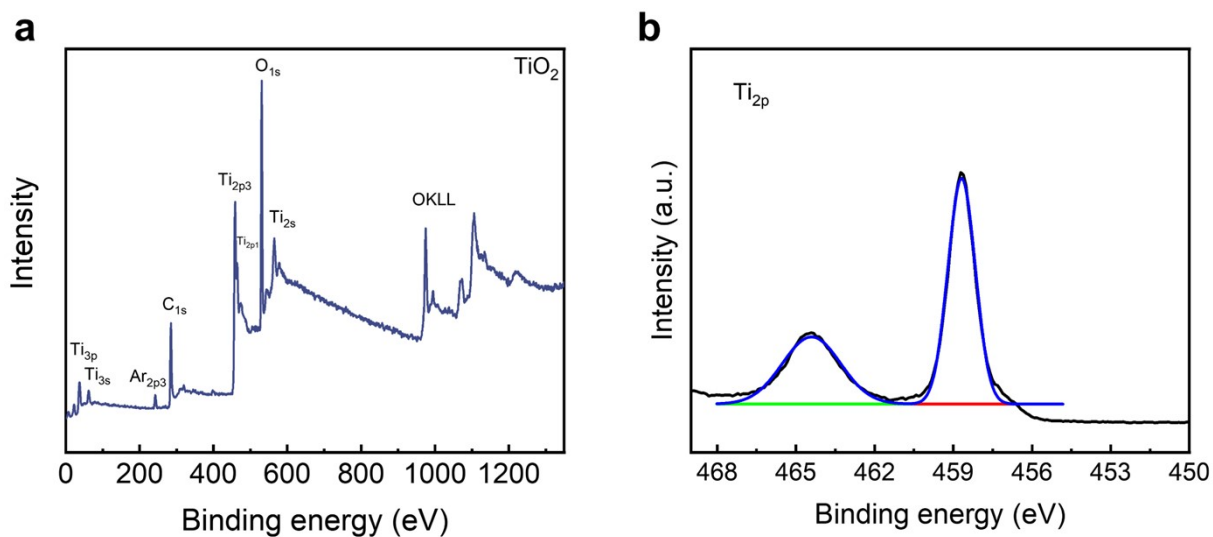 a
TiO₂
O₁ₛ
Ti₂ₚ₃
Ti₂ₚ₁
Ti₂ₛ
OKLL
C₁ₛ
Ti₃ₚ
Ti₃ₛ
Ar₂ₚ₃
Intensity
0 200 400 600 800 1000 1200
Binding energy (eV)
b
Ti₂ₚ
Intensity (a.u.)
468 465 462 459 456 453 450
Binding energy (eV)